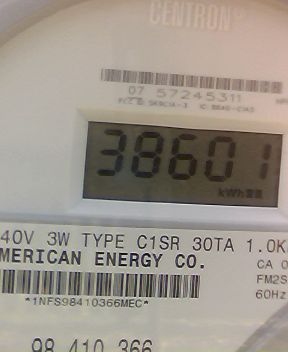 CENTRON®
07 57245311
38601
kWh
40V 3W TYPE C1SR 30TA 1.0K
MERICAN ENERGY CO.
CA 0
FM2S
*1NFS98410366MEC*
60Hz
98 410 366